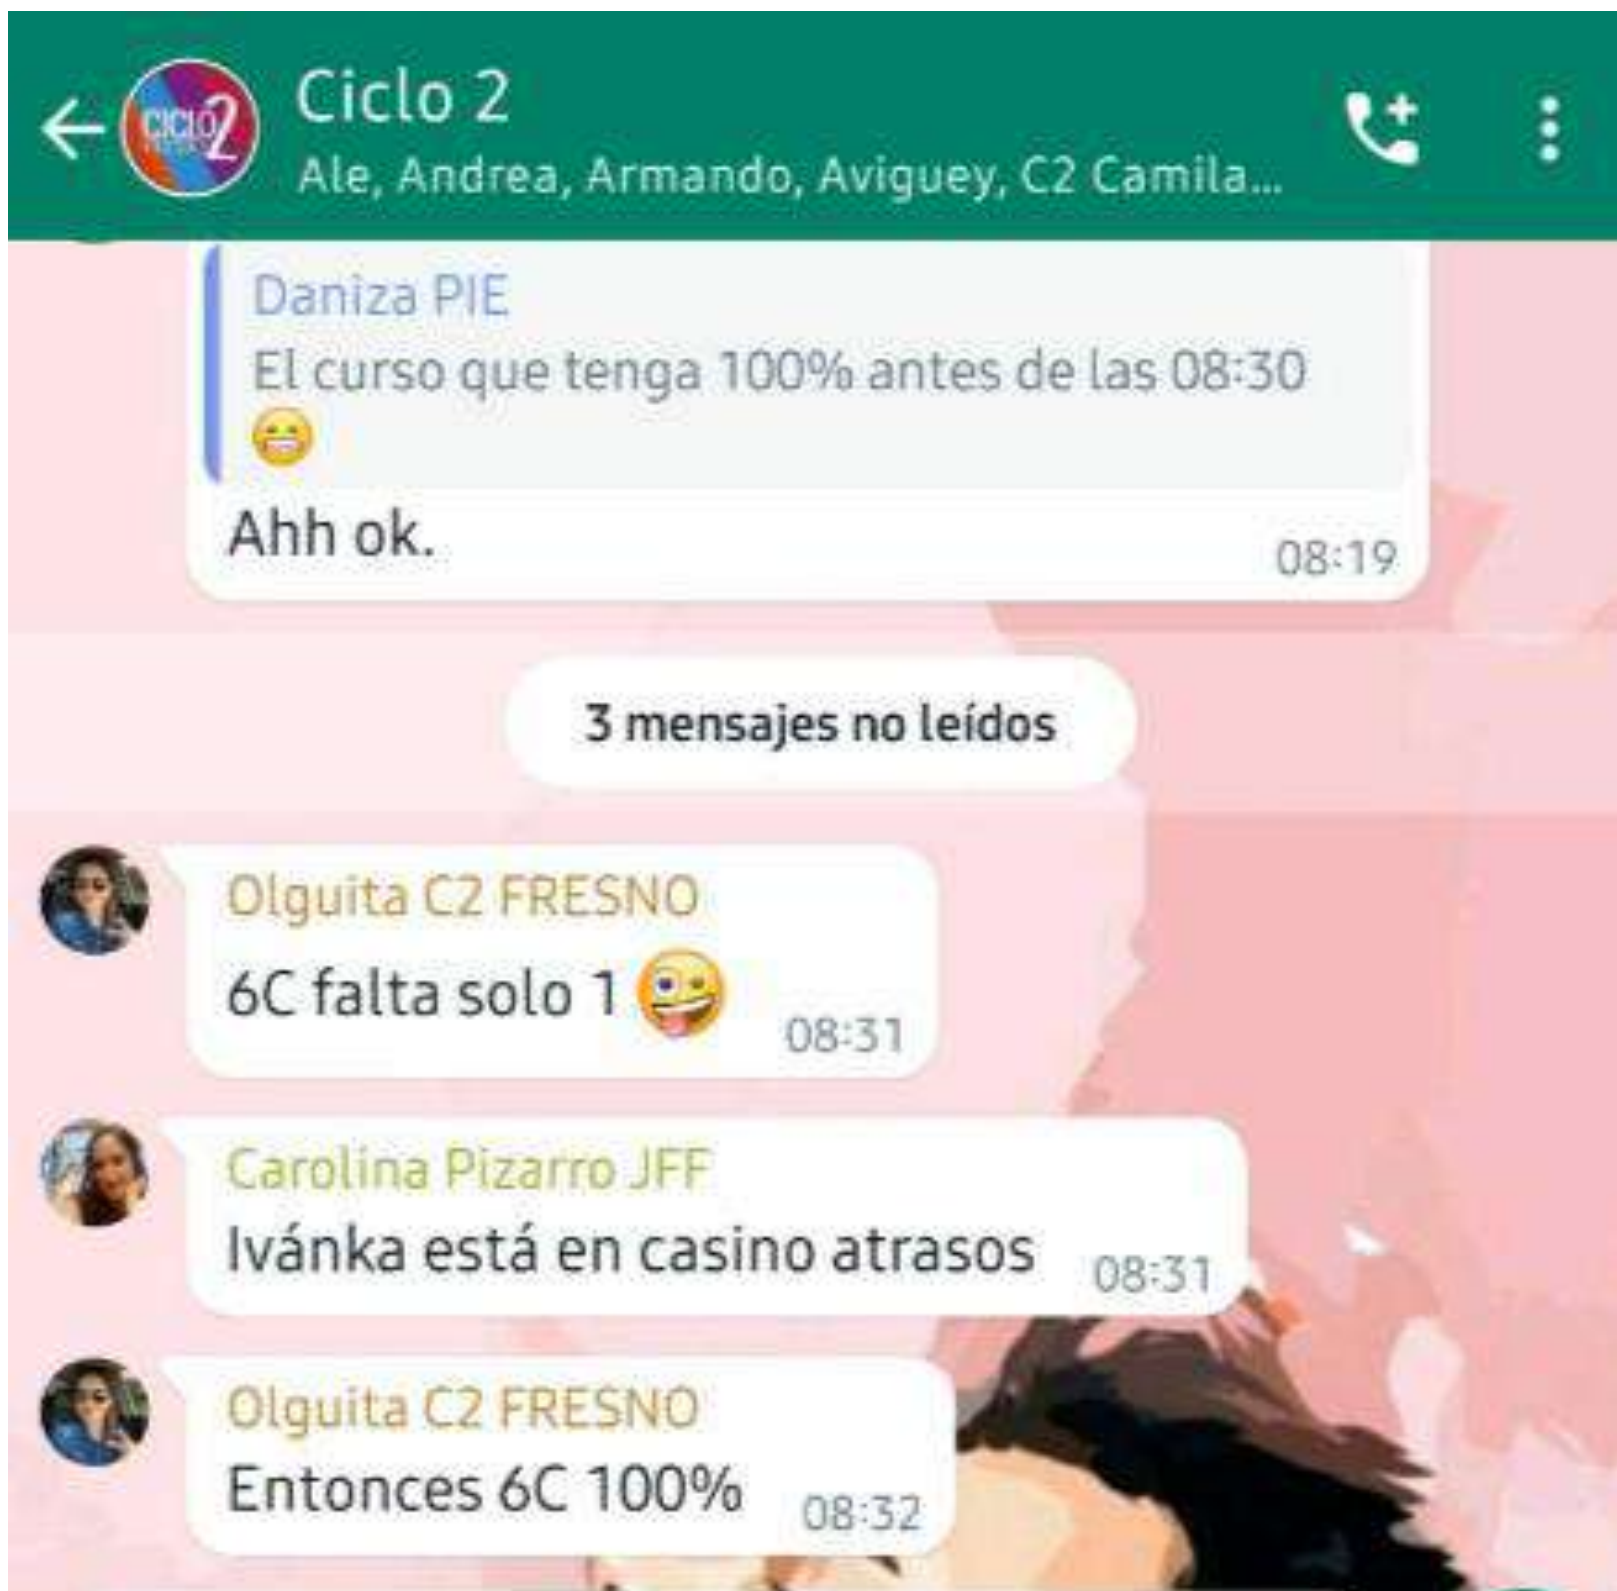 Ciclo 2
CICLO 2
Ale, Andrea, Armando, Aviguey, C2 Camila...
Daniza PIE
El curso que tenga 100% antes de las 08:30
😁
Ahh ok.
08:19
3 mensajes no leídos
Olguita C2 FRESNO
6C falta solo 1 🤪
08:31
Carolina Pizarro JFF
Ivánka está en casino atrasos
08:31
Olguita C2 FRESNO
Entonces 6C 100%
08:32